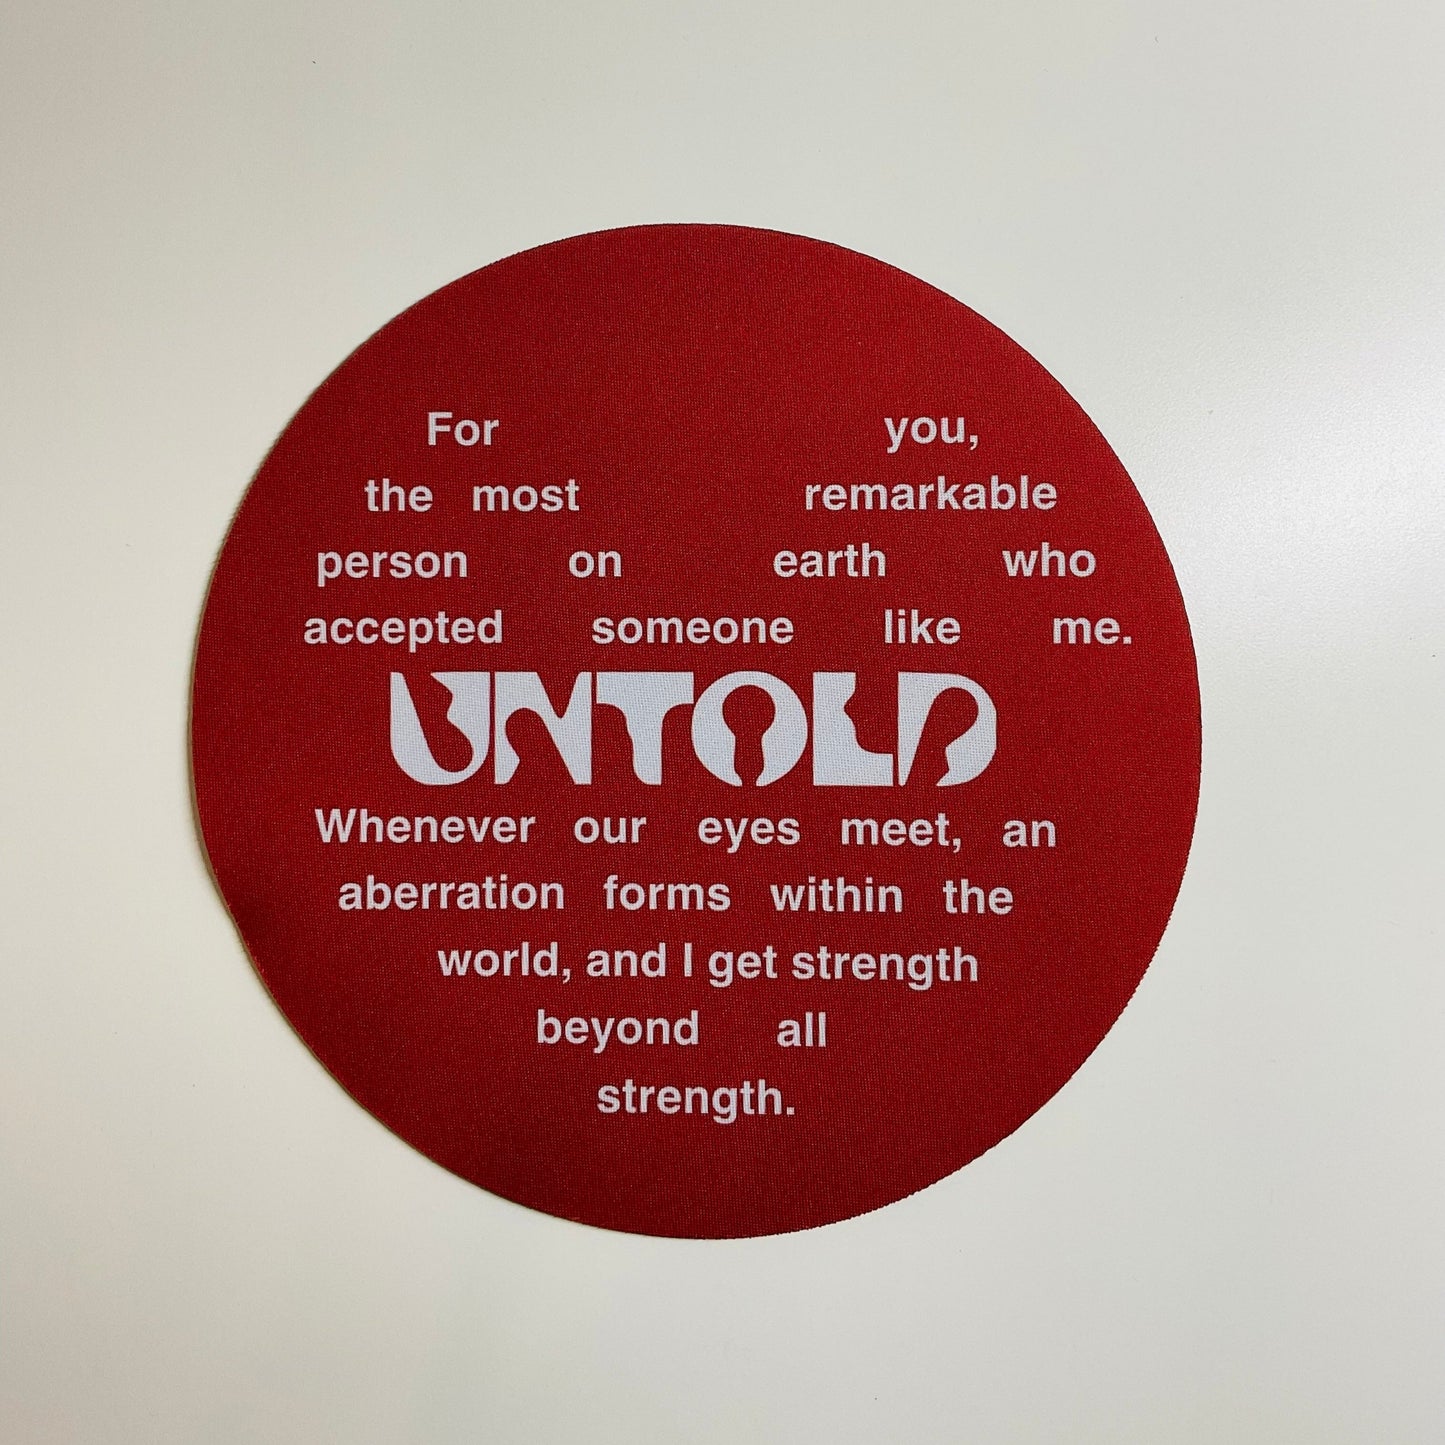 For you,
the most remarkable
person on earth who
accepted someone like me.
UNTOLD
Whenever our eyes meet, an
aberration forms within the
world, and I get strength
beyond all
strength.